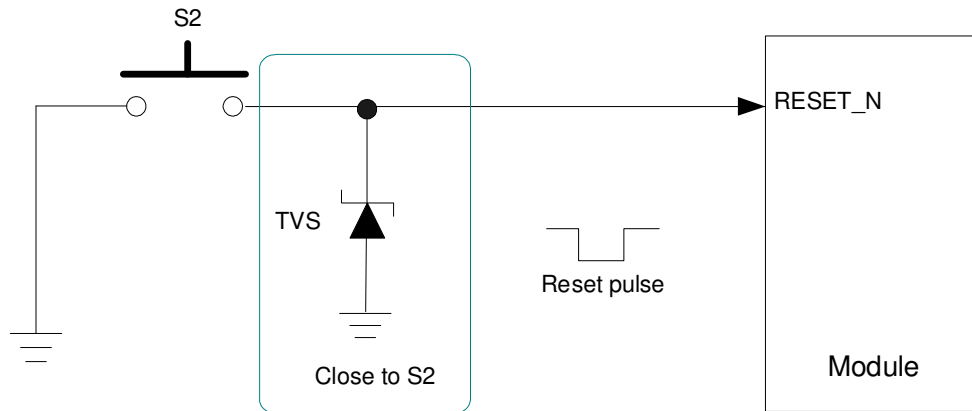 S2
RESET_N
TVS
Reset pulse
Close to S2
Module